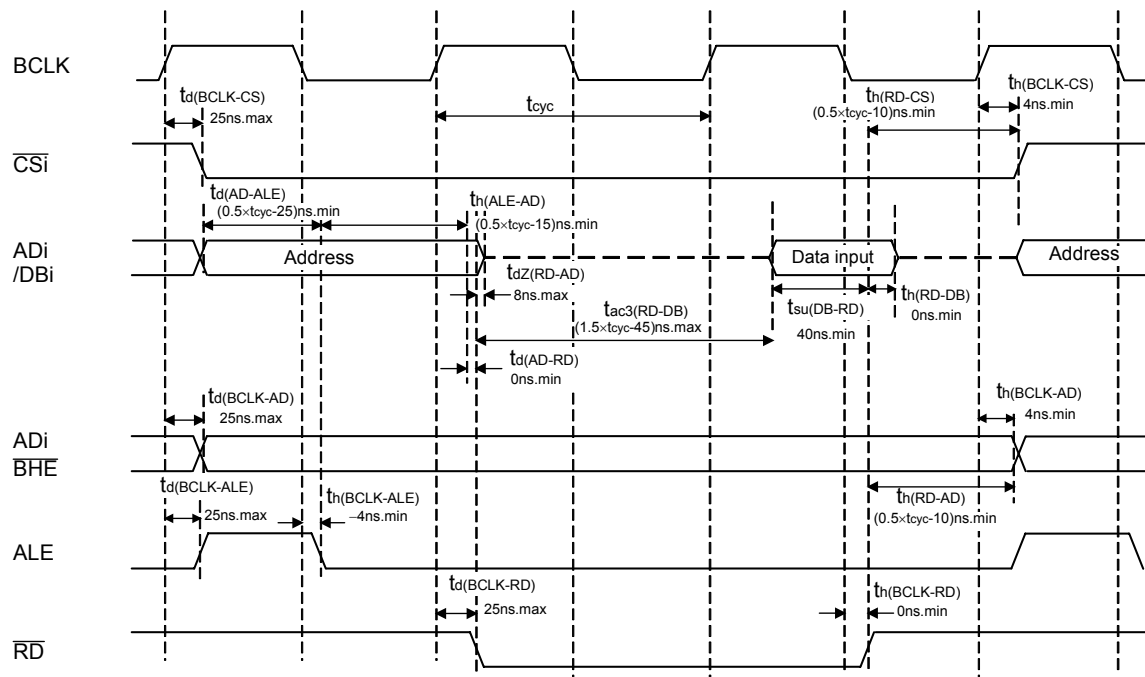 BCLK
td(BCLK-CS)
25ns.max
tcyc
th(RD-CS)
(0.5×tcyc-10)ns.min
th(BCLK-CS)
4ns.min
CSi
td(AD-ALE)
(0.5×tcyc-25)ns.min
th(ALE-AD)
(0.5×tcyc-15)ns.min
ADi
/DBi
Address
Data input
Address
tdZ(RD-AD)
8ns.max
tac3(RD-DB)
(1.5×tcyc-45)ns.max
tsu(DB-RD)
40ns.min
th(RD-DB)
0ns.min
td(AD-RD)
0ns.min
td(BCLK-AD)
25ns.max
th(BCLK-AD)
4ns.min
ADi
BHE
td(BCLK-ALE)
25ns.max
th(BCLK-ALE)
−4ns.min
th(RD-AD)
(0.5×tcyc-10)ns.min
ALE
td(BCLK-RD)
25ns.max
th(BCLK-RD)
0ns.min
RD